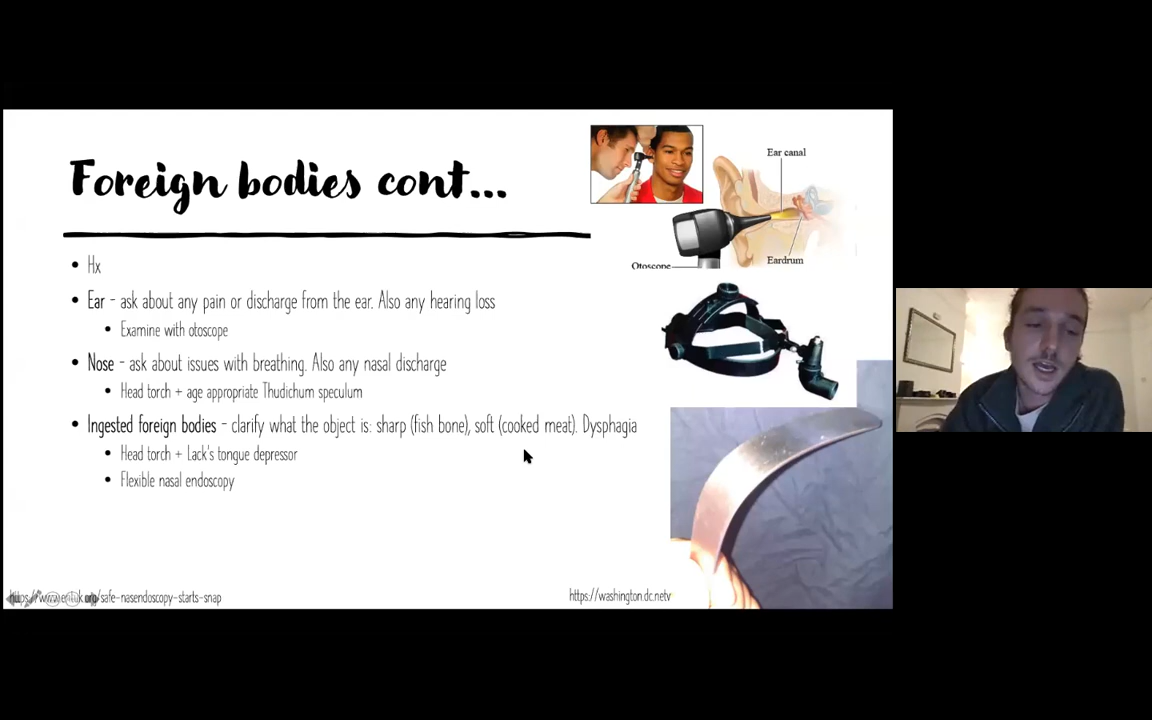 Foreign bodies cont...
Ear canal
Otoscope
Eardrum
• Hx
• Ear - ask about any pain or discharge from the ear. Also any hearing loss
• Examine with otoscope
• Nose - ask about issues with breathing. Also any nasal discharge
• Head torch + age appropriate Thudichum speculum
• Ingested foreign bodies - clarify what the object is: sharp (fish bone), soft (cooked meat). Dysphagia
• Head torch + Lack's tongue depressor
• Flexible nasal endoscopy
/safe-nasendoscopy-starts-snap
https://washington.dc.netv